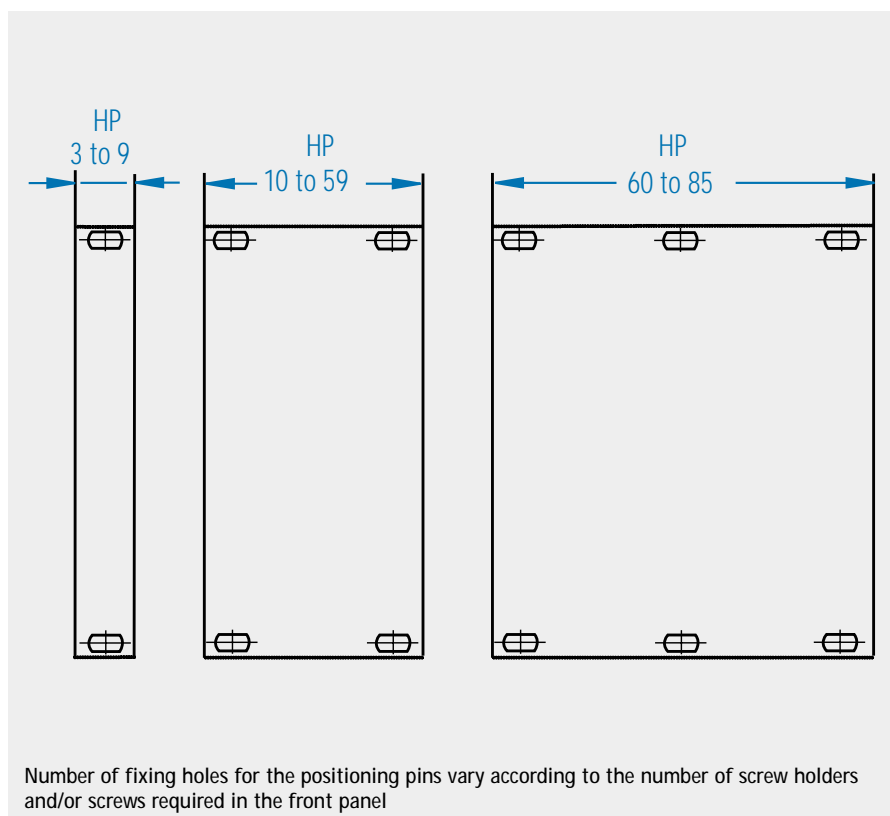 HP
3 to 9
HP
10 to 59
HP
60 to 85
Number of fixing holes for the positioning pins vary according to the number of screw holders
and/or screws required in the front panel